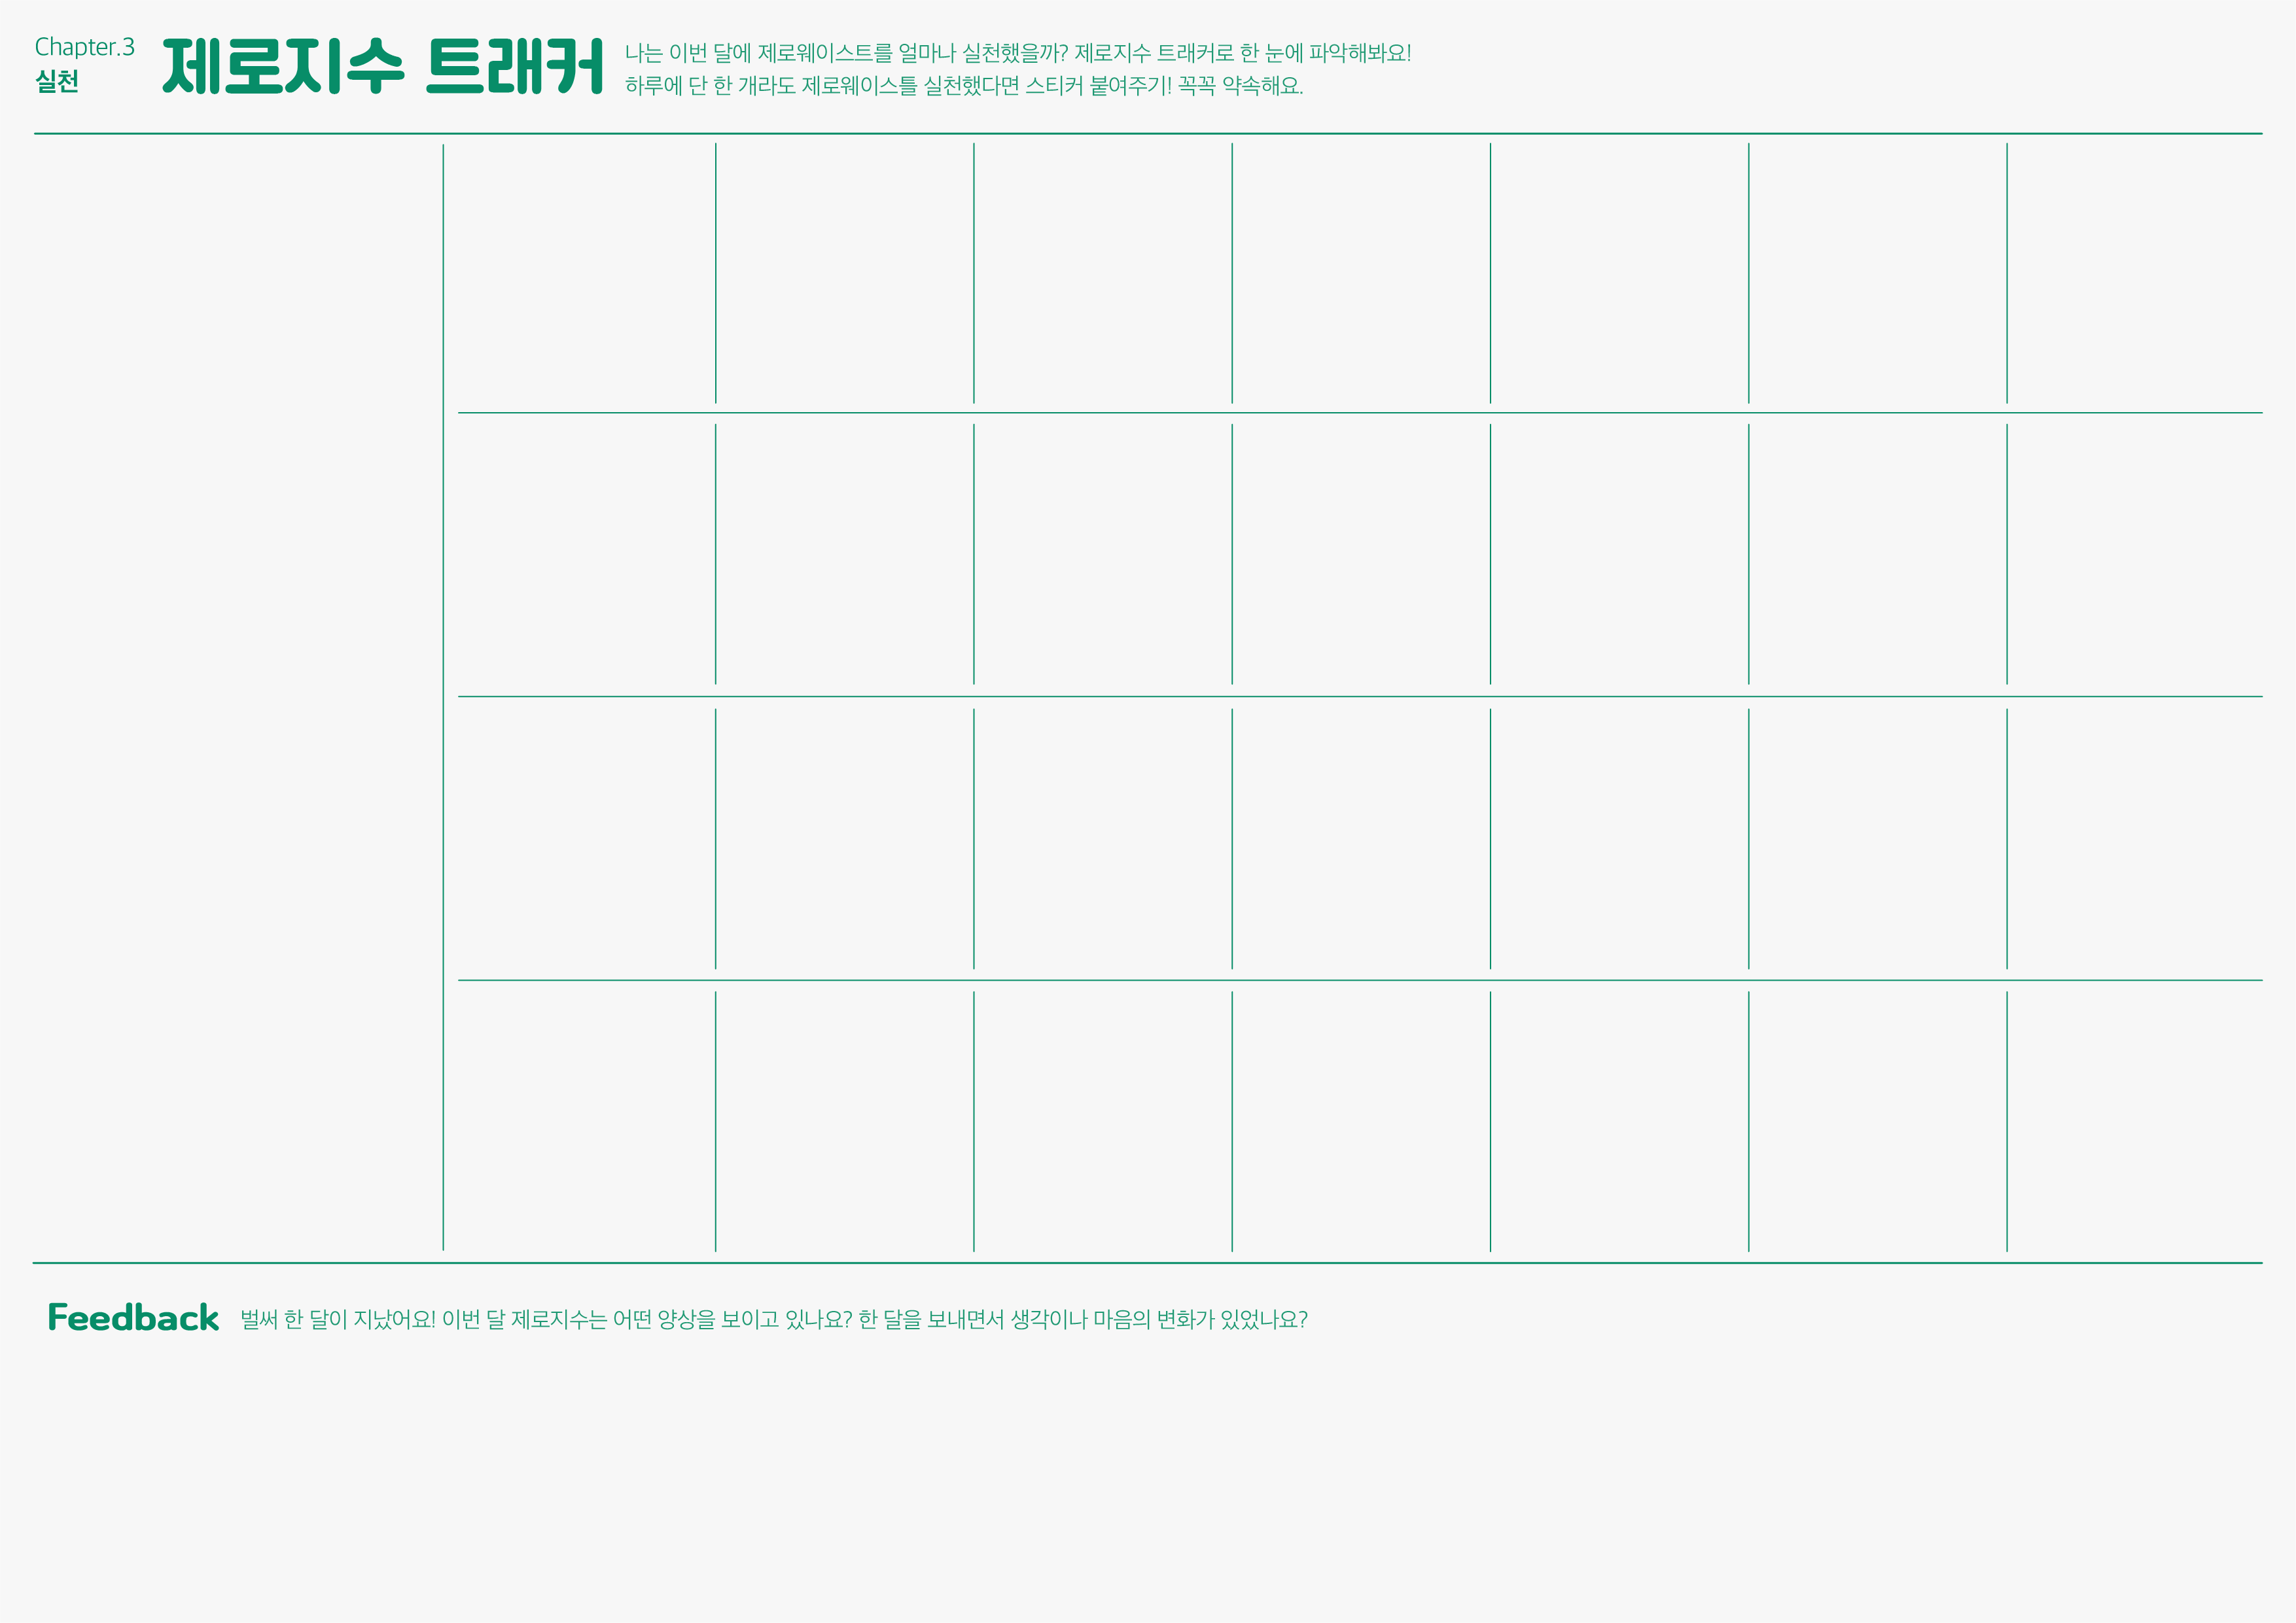 Chapter.3
실천
제로지수 트래커
나는 이번 달에 제로웨이스트를 얼마나 실천했을까? 제로지수 트래커로 한 눈에 파악해봐요!
하루에 단 한 개라도 제로웨이스틀 실천했다면 스티커 붙여주기! 꼭꼭 약속해요.
Feedback 벌써 한 달이 지났어요! 이번 달 제로지수는 어떤 양상을 보이고 있나요? 한 달을 보내면서 생각이나 마음의 변화가 있었나요?